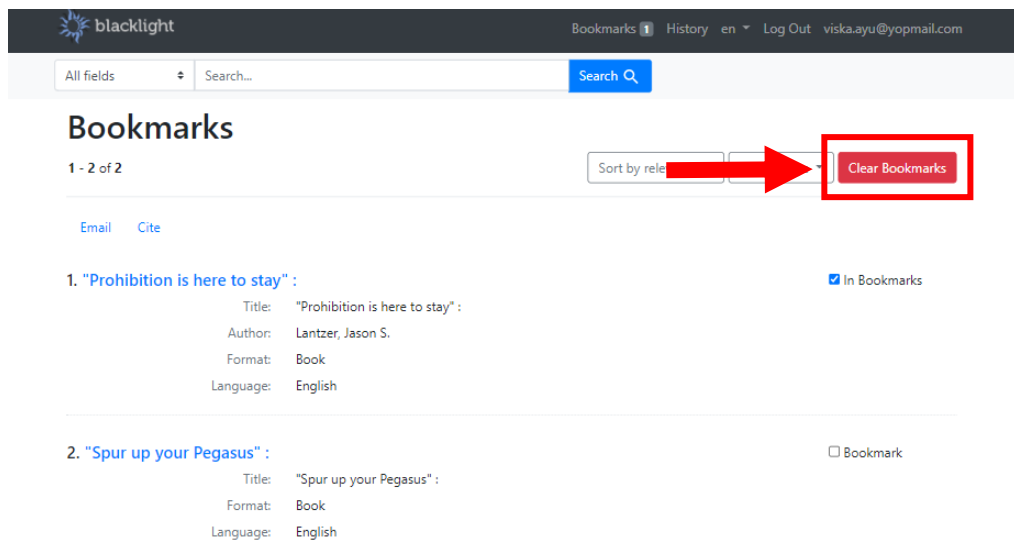 blacklight Bookmarks 1 History en Log Out viska.ayu@yopmail.com
All fields Search... Search
Bookmarks
1 - 2 of 2 Sort by Clear Bookmarks
Email Cite
1. "Prohibition is here to stay" : In Bookmarks
Title: "Prohibition is here to stay" :
Author: Lantzer, Jason S.
Format: Book
Language: English
2. "Spur up your Pegasus" : Bookmark
Title: "Spur up your Pegasus" :
Format: Book
Language: English